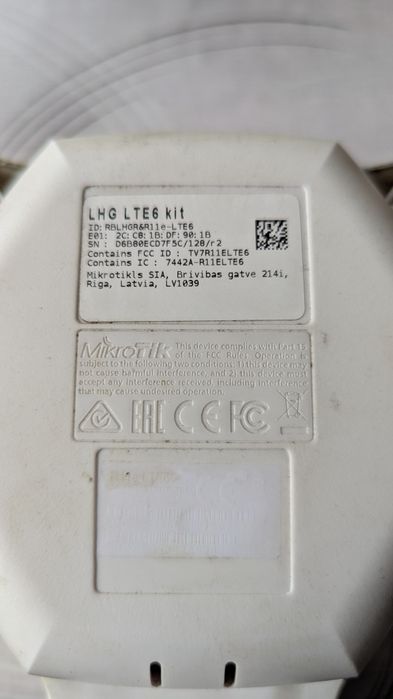 LHG LTE6 kit
ID: RBLHGR&R11e-LTE6
E01: 2C:C8:1B:DF:90:1B
SN : D6B80ECD7F5C/128/r2
Contains FCC ID : TV7R11ELTE6
Contains IC : 7442A-R11ELTE6
Mikrotikls SIA, Brivibas gatve 214i,
Riga, Latvia, LV1039
MikroTik This device complies with Part 15
of the FCC Rules. Operation is
subject to the following two conditions: 1) this device may
not cause harmful interference, and 2) this device must
accept any interference received, including interference
that may cause undesired operation.
EAC CE FC